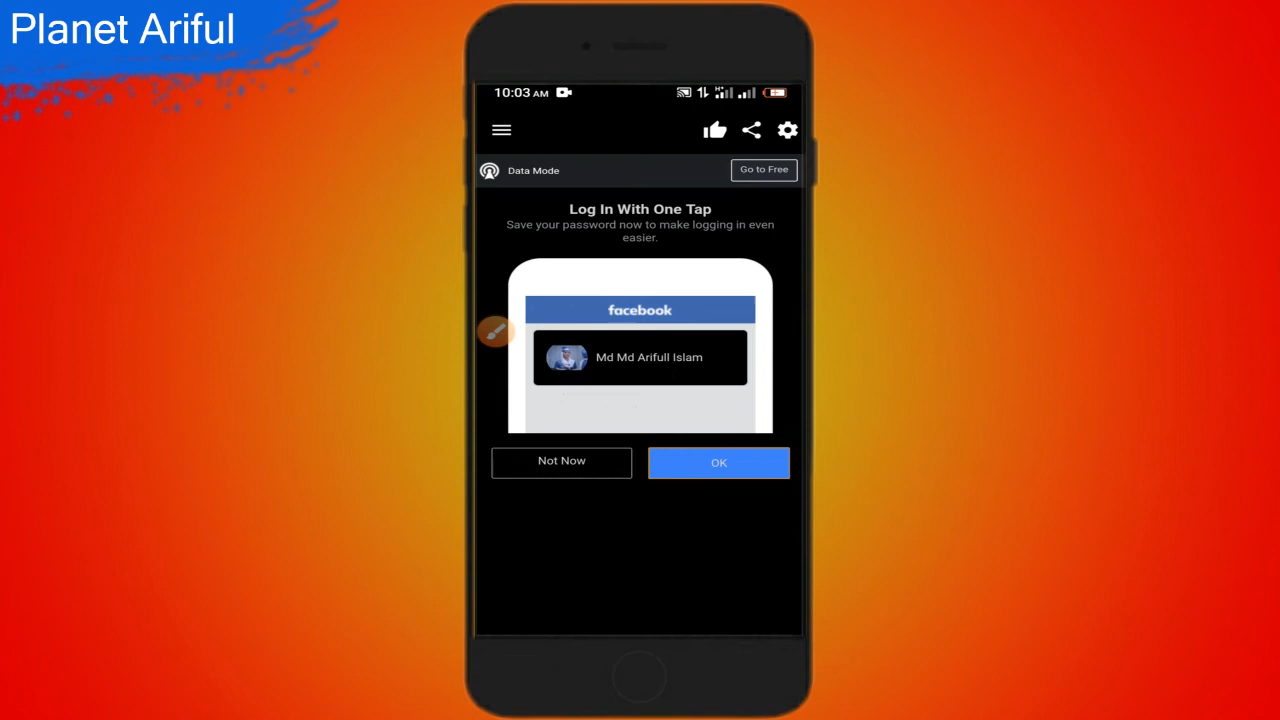 Planet Ariful
10:03 AM
Data Mode
Go to Free
Log In With One Tap
Save your password now to make logging in even
easier.
facebook
Md Md Arifull Islam
Not Now
OK